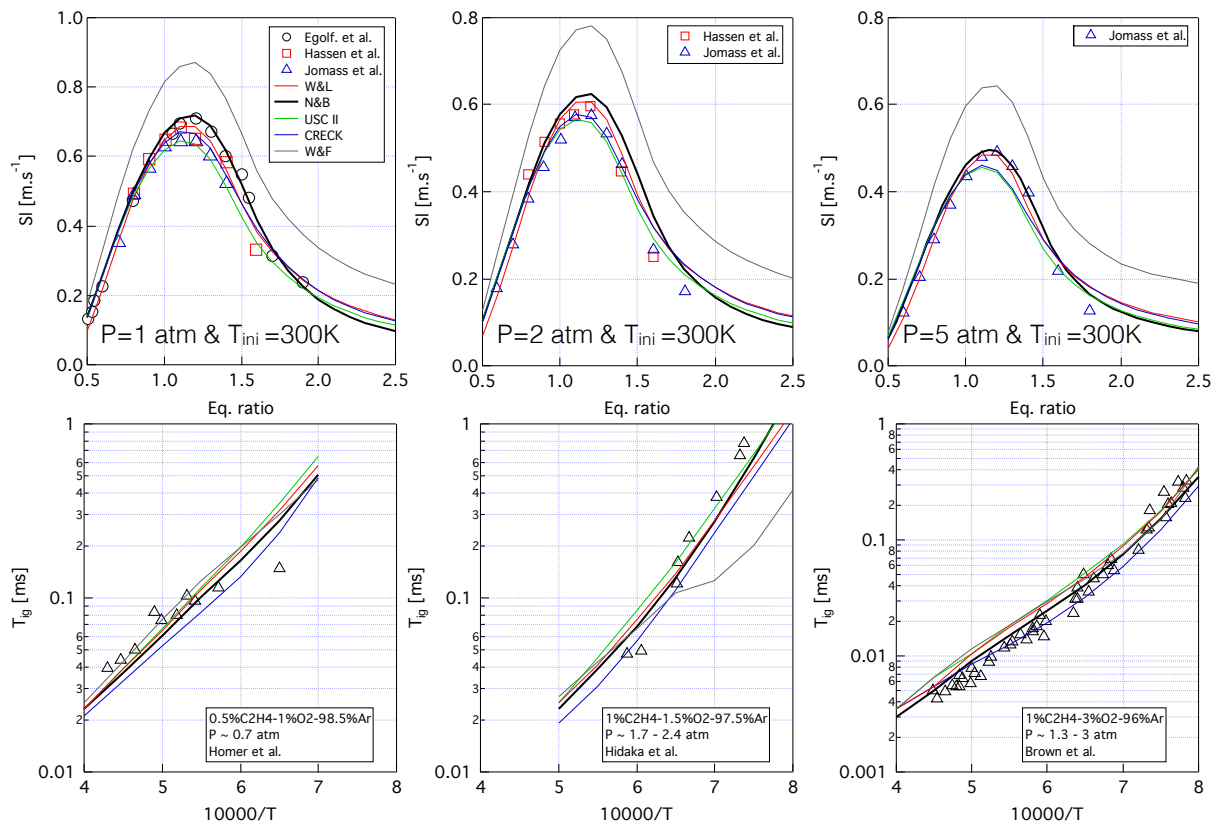 1.0
0.8
0.6
0.4
0.2
0.0
Sl [m.s-1]
Egolf. et al.
Hassen et al.
Jomass et al.
W&L
N&B
USC II
CRECK
W&F
P=1 atm & Tini =300K
0.5 1.0 1.5 2.0 2.5
Eq. ratio
0.8
0.6
0.4
0.2
0.0
Sl [m.s-1]
Hassen et al.
Jomass et al.
P=2 atm & Tini =300K
0.5 1.0 1.5 2.0 2.5
Eq. ratio
0.8
0.6
0.4
0.2
0.0
Sl [m.s-1]
Jomass et al.
P=5 atm & Tini =300K
0.5 1.0 1.5 2.0 2.5
Eq. ratio
1
6
5
4
3
2
0.1
6
5
4
3
2
0.01
Tig [ms]
0.5%C2H4-1%O2-98.5%Ar
P ~ 0.7 atm
Homer et al.
4 5 6 7 8
10000/T
1
6
5
4
3
2
0.1
6
5
4
3
2
0.01
Tig [ms]
1%C2H4-1.5%O2-97.5%Ar
P ~ 1.7 - 2.4 atm
Hidaka et al.
4 5 6 7 8
10000/T
1
8
6
4
2
0.1
8
6
4
2
0.01
8
6
4
2
0.001
Tig [ms]
1%C2H4-3%O2-96%Ar
P ~ 1.3 - 3 atm
Brown et al.
4 5 6 7 8
10000/T